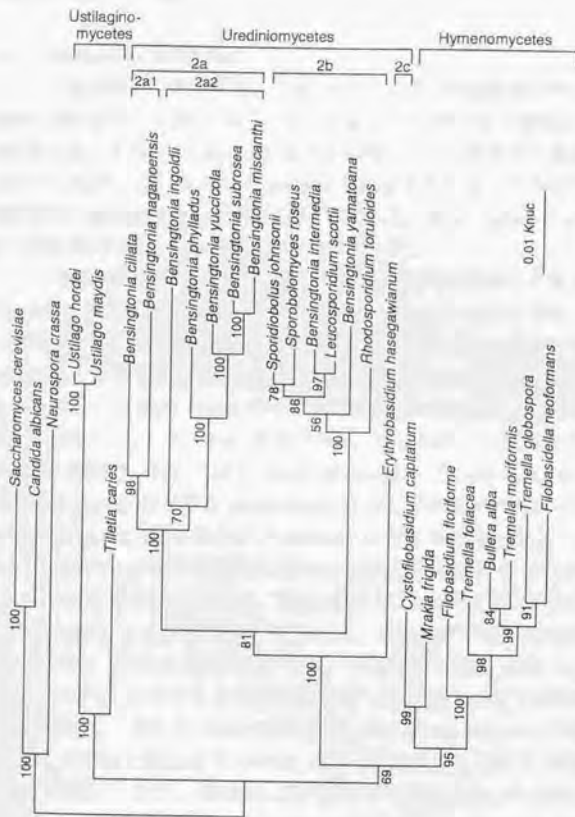 Ustilagino-
mycetes
Urediniomycetes
Hymenomycetes
2a
2b
2c
2a1
2a2
Saccharomyces cerevisiae
Candida albicans
Neurospora crassa
Ustilago hordei
Ustilago maydis
Tilletia caries
Bensingtonia ciliata
Bensingtonia naganoensis
Bensingtonia ingoldii
Bensingtonia phylladus
Bensingtonia yuccicola
Bensingtonia subrosea
Bensingtonia miscanthi
Sporidiobolus johnsonii
Sporobolomyces roseus
Bensingtonia intermedia
Leucosporidium scottii
Bensingtonia yamatoana
Rhodosporidium toruloides
Erythrobasidium hasegawianum
Cystofilobasidium capitatum
Mrakia frigida
Filobasidium floriforme
Tremella foliacea
Bullera alba
Tremella moriformis
Tremella globospora
Filobasidella neoformans
0.01 Knuc
100
100
100
100
98
100
70
100
100
100
78
86
97
56
100
81
100
69
99
95
100
98
84
99
91